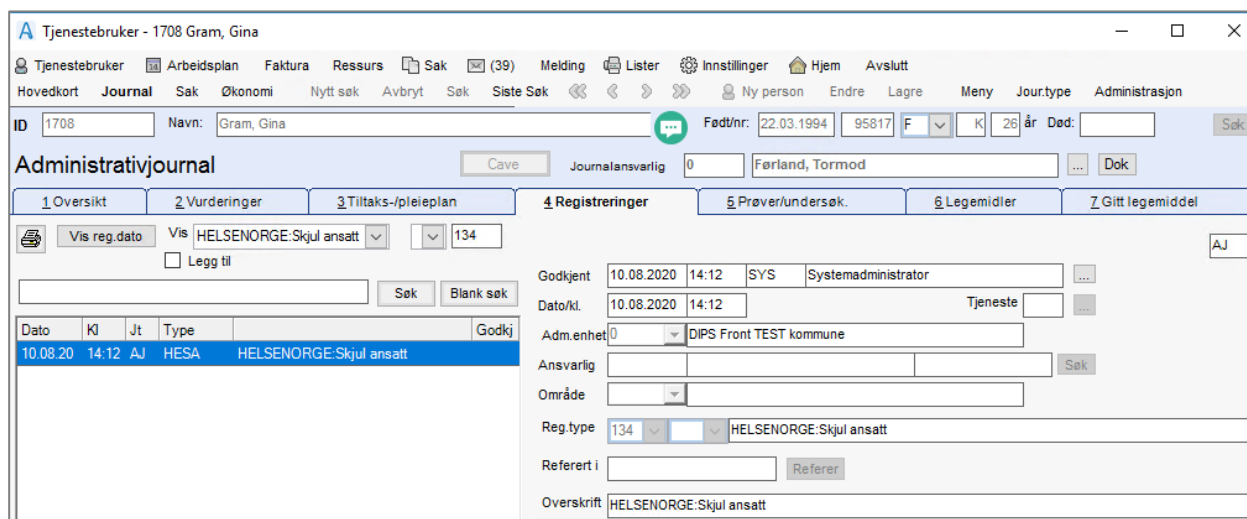 Tjenestebruker - 1708 Gram, Gina
Tjenestebruker Arbeidsplan Faktura Ressurs Sak (39) Melding Lister Innstillinger Hjem Avslutt
Hovedkort Journal Sak Økonomi Nytt søk Avbryt Søk Siste Søk Ny person Endre Lagre Meny Jour.type Administrasjon
ID 1708 Navn: Gram, Gina Født/nr: 22.03.1994 95817 F K 26 år Død: Søk
Administrativjournal Cave Journalansvarlig 0 Førland, Tormod ... Dok
1 Oversikt 2 Vurderinger 3 Tiltaks-/pleieplan 4 Registreringer 5 Prøver/undersøk. 6 Legemidler 7 Gitt legemiddel
Vis reg.dato Vis HELSENORGE:Skjul ansatt 134
AJ
Legg til
Søk Blank søk
Dato Kl Jt Type Godkj
10.08.20 14:12 AJ HESA HELSENORGE:Skjul ansatt
Godkjent 10.08.2020 14:12 SYS Systemadministrator ...
Dato/kl. 10.08.2020 14:12 Tjeneste ...
Adm.enhet 0 DIPS Front TEST kommune
Ansvarlig Søk
Område
Reg.type 134 HELSENORGE:Skjul ansatt
Referert i Referer
Overskrift HELSENORGE:Skjul ansatt